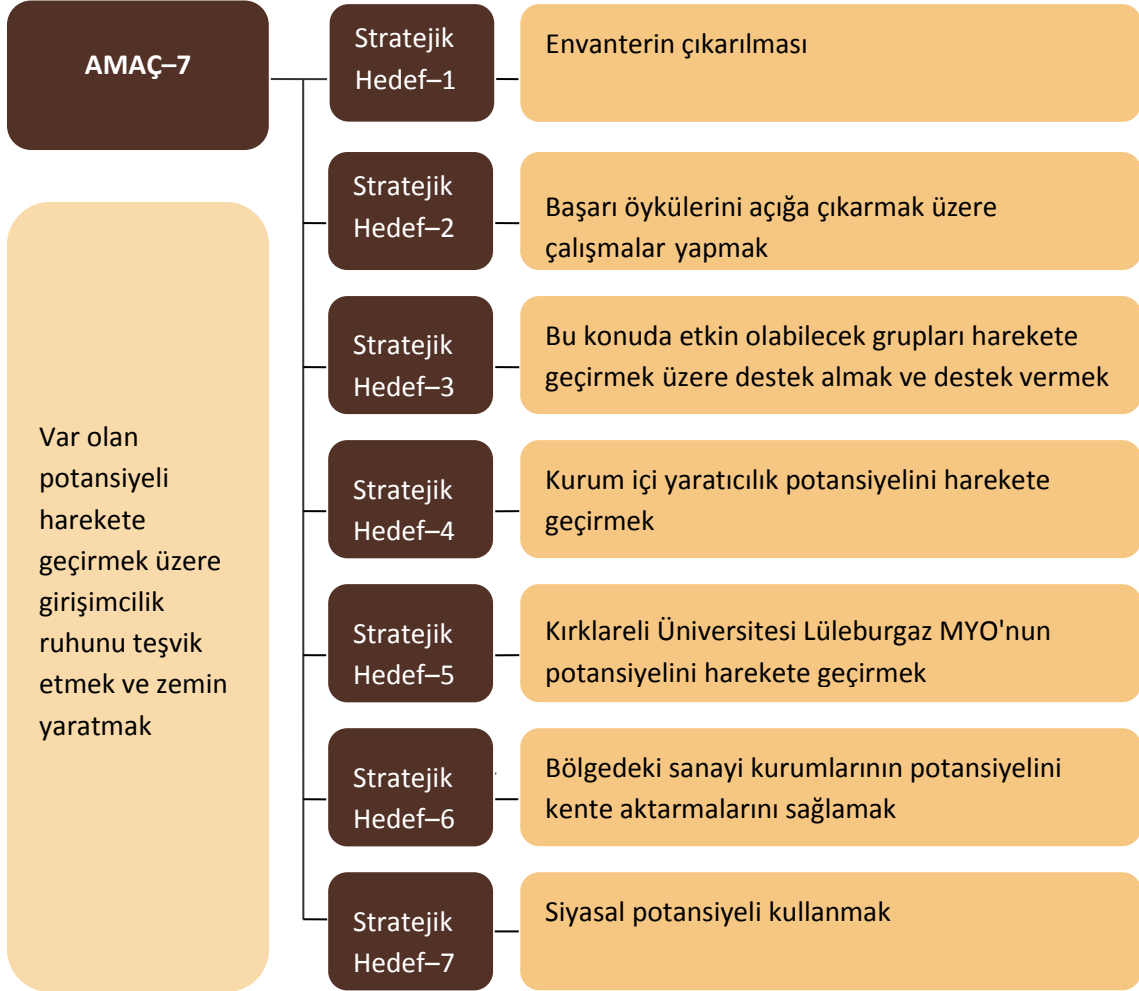 AMAÇ–7
Var olan
potansiyeli
harekete
geçirmek üzere
girişimcilik
ruhunu teşvik
etmek ve zemin
yaratmak
Stratejik
Hedef–1
Envanterin çıkarılması
Stratejik
Hedef–2
Başarı öykülerini açığa çıkarmak üzere
çalışmalar yapmak
Stratejik
Hedef–3
Bu konuda etkin olabilecek grupları harekete
geçirmek üzere destek almak ve destek vermek
Stratejik
Hedef–4
Kurum içi yaratıcılık potansiyelini harekete
geçirmek
Stratejik
Hedef–5
Kırklareli Üniversitesi Lüleburgaz MYO'nun
potansiyelini harekete geçirmek
Stratejik
Hedef–6
Bölgedeki sanayi kurumlarının potansiyelini
kente aktarmalarını sağlamak
Stratejik
Hedef–7
Siyasal potansiyeli kullanmak